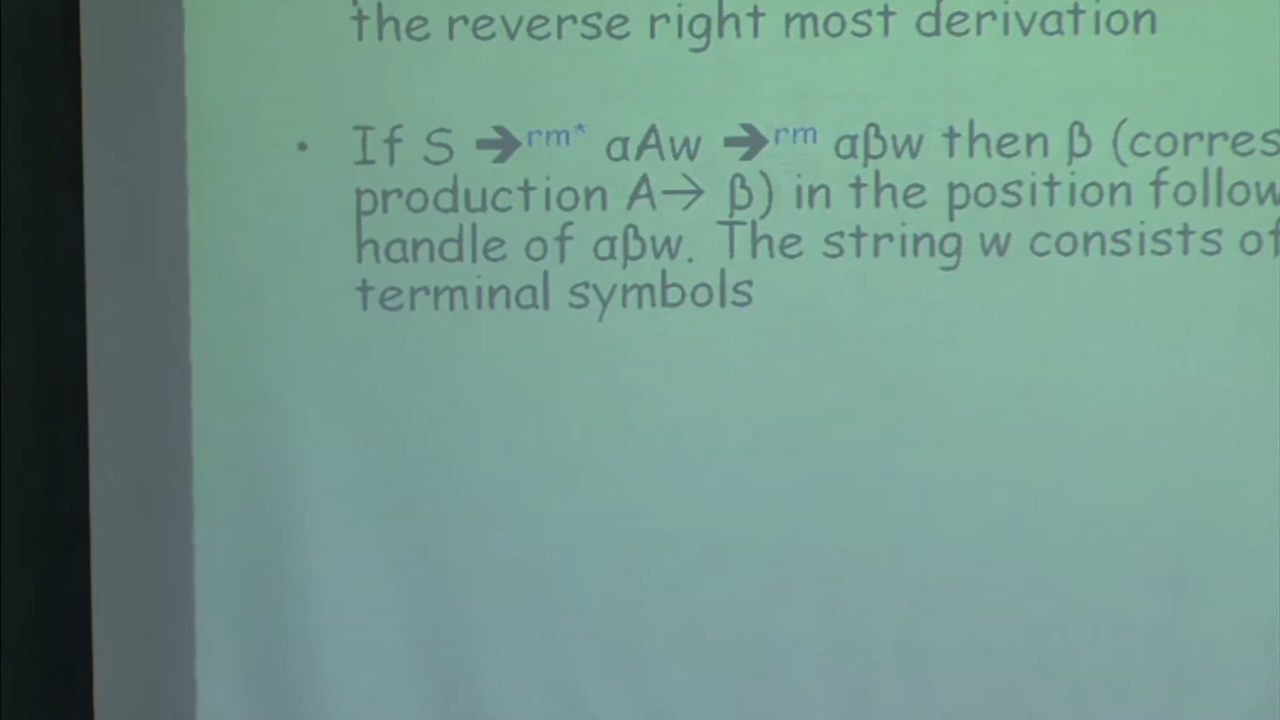 the reverse right most derivation
• If S ➔rm* αAw ➔rm αβw then β (corres
production A→ β) in the position follow
handle of αβw. The string w consists of
terminal symbols